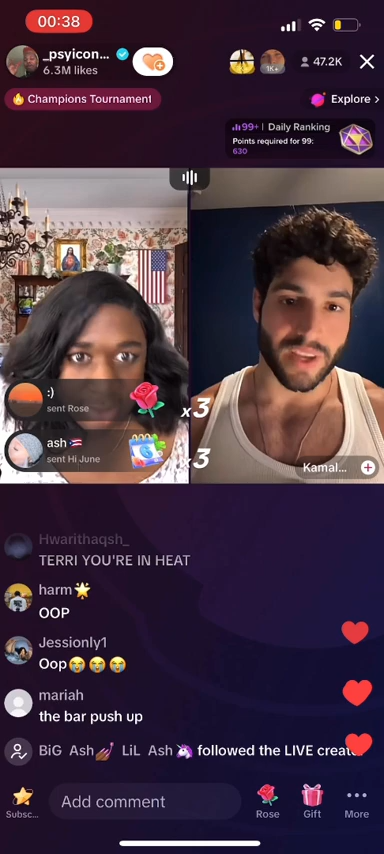 00:38
_psyicon...
6.3M likes
1K+
47.2K
Champions Tournament
Explore >
99+ | Daily Ranking
Points required for 99:
630
:)
sent Rose
x3
ash
sent Hi June
x3
Kamal...
Hwarithaqsh_
TERRI YOU'RE IN HEAT
harm
OOP
Jessionly1
Oop
mariah
the bar push up
BiG Ash LiL Ash followed the LIVE
Subsc...
Add comment
Rose
Gift
More